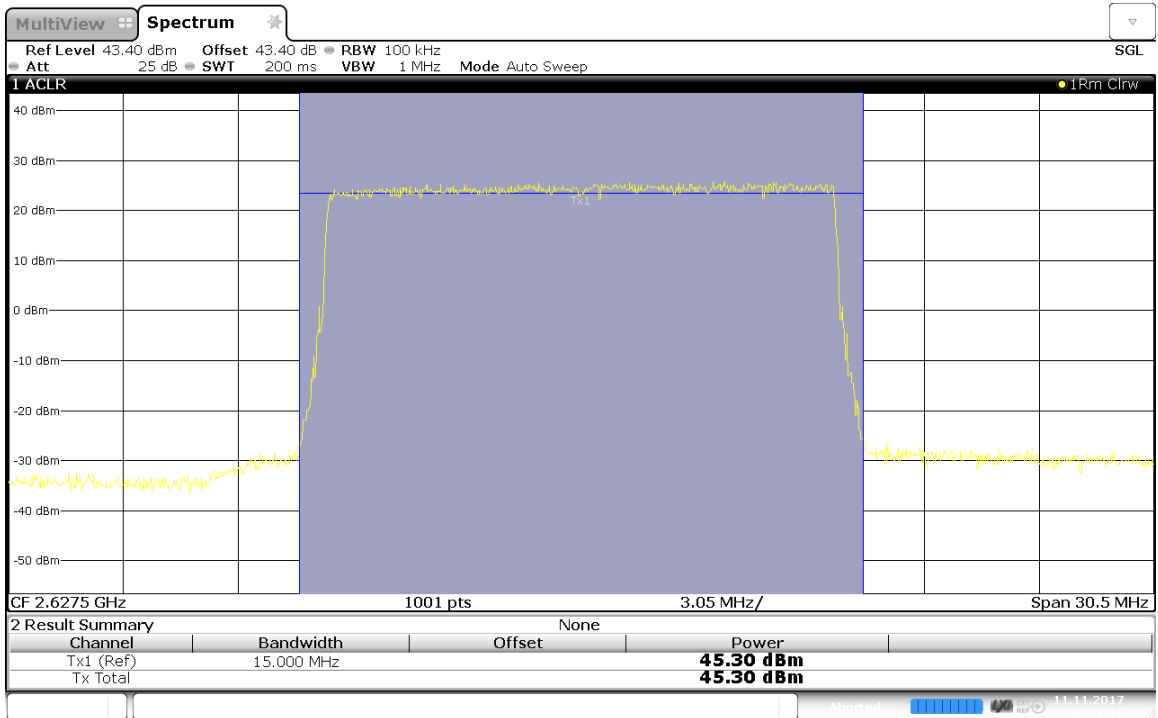 MultiView Spectrum
Ref Level 43.40 dBm Offset 43.40 dB RBW 100 kHz SGL
Att 25 dB SWT 200 ms VBW 1 MHz Mode Auto Sweep
1 ACLR 1Rm Clrw
40 dBm
30 dBm
Tx1
20 dBm
10 dBm
0 dBm
-10 dBm
-20 dBm
-30 dBm
-40 dBm
-50 dBm
CF 2.6275 GHz 1001 pts 3.05 MHz/ Span 30.5 MHz
2 Result Summary None
Channel Bandwidth Offset Power
Tx1 (Ref) 15.000 MHz 45.30 dBm
Tx Total 45.30 dBm
Aborted 11.11.2017